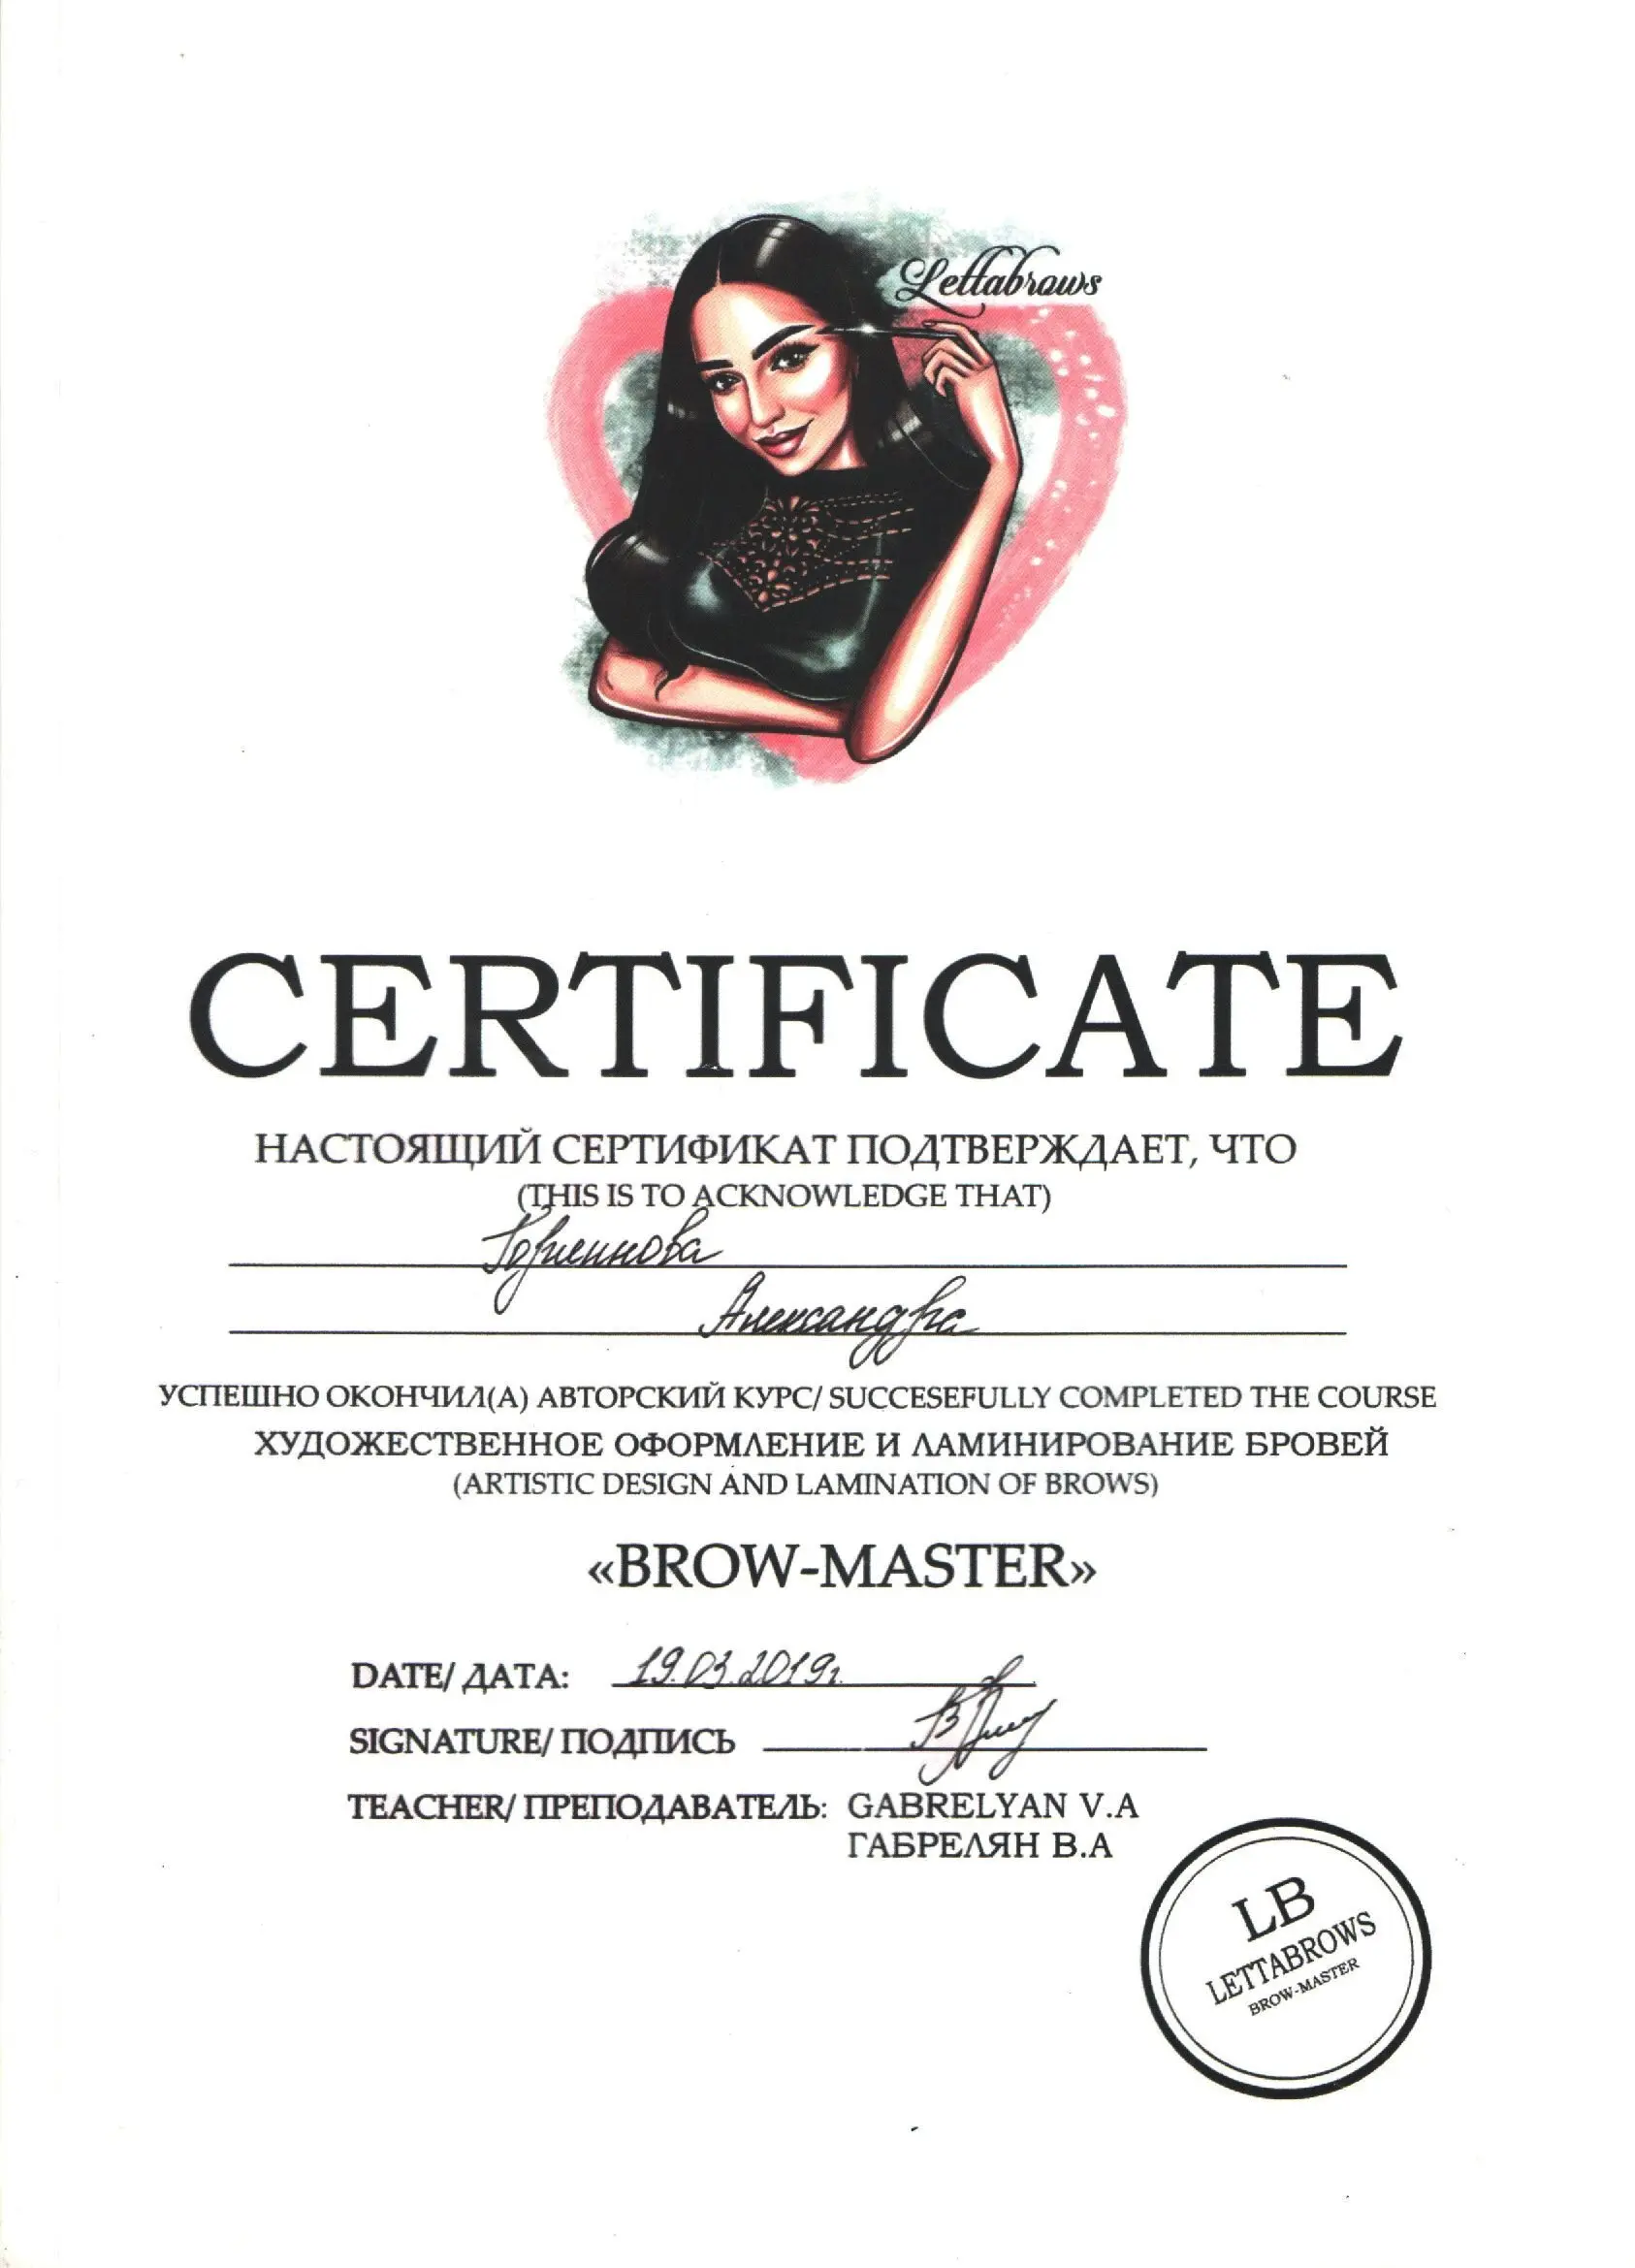 Lettabrows
CERTIFICATE
НАСТОЯЩИЙ СЕРТИФИКАТ ПОДТВЕРЖДАЕТ, ЧТО
(THIS IS TO ACKNOWLEDGE THAT)
Александра
УСПЕШНО ОКОНЧИЛ(А) АВТОРСКИЙ КУРС/ SUCCESEFULLY COMPLETED THE COURSE
ХУДОЖЕСТВЕННОЕ ОФОРМЛЕНИЕ И ЛАМИНИРОВАНИЕ БРОВЕЙ
(ARTISTIC DESIGN AND LAMINATION OF BROWS)
«BROW-MASTER»
DATE/ ДАТА: 19.03.2019г.
SIGNATURE/ ПОДПИСЬ
TEACHER/ ПРЕПОДАВАТЕЛЬ: GABRELYAN V.A
ГАБРЕЛЯН В.А
LB
LETTABROWS
BROW-MASTER